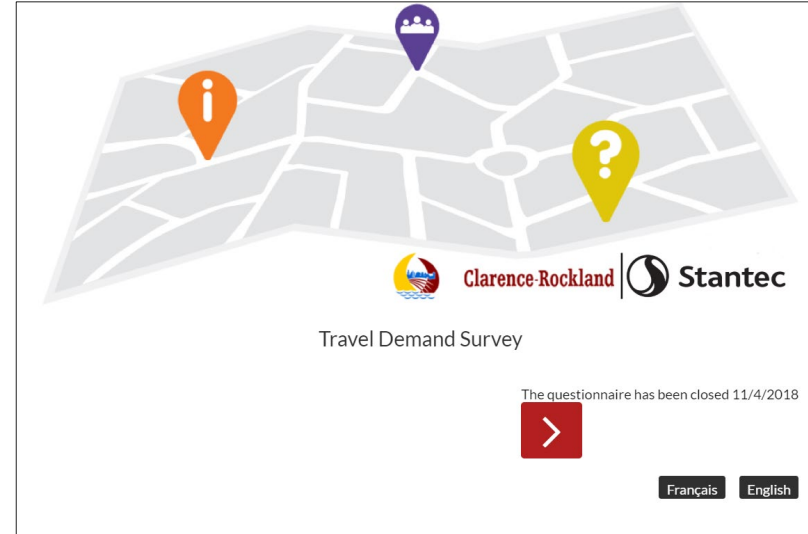 i
?
Clarence-Rockland
Stantec
Travel Demand Survey
The questionnaire has been closed 11/4/2018
Français
English